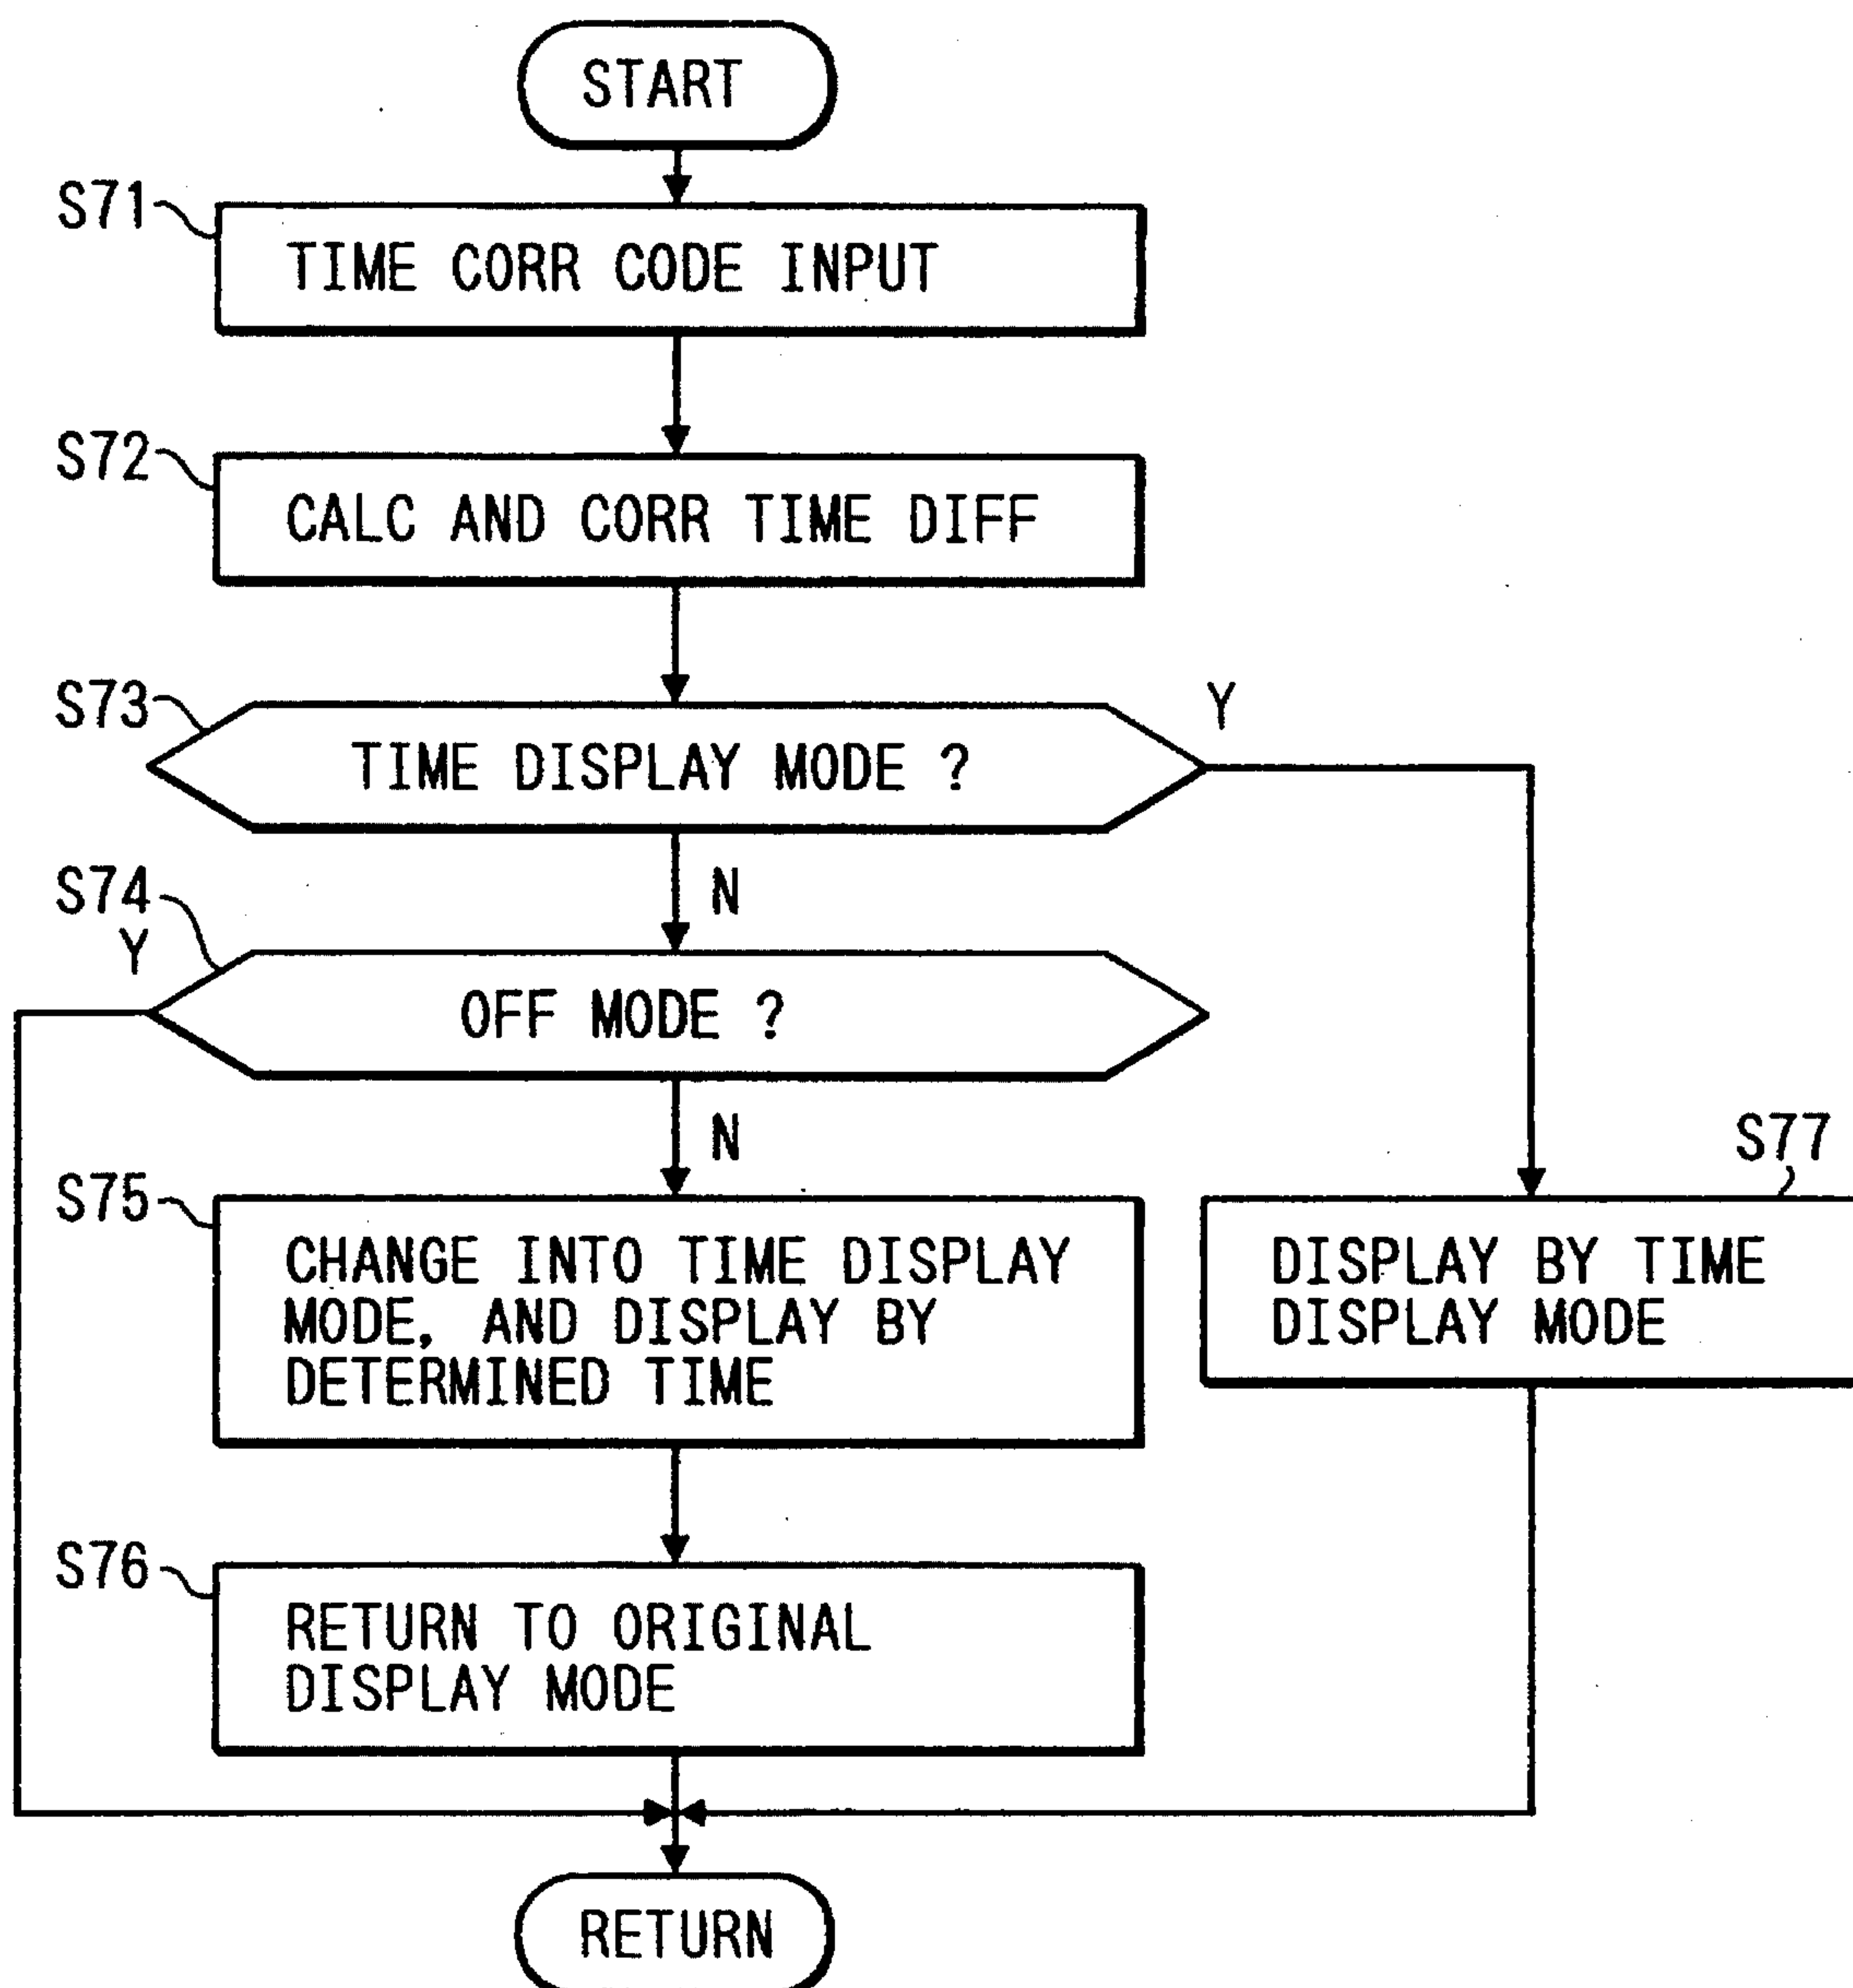 START
S71
TIME CORR CODE INPUT
S72
CALC AND CORR TIME DIFF
S73
TIME DISPLAY MODE ?
Y
N
S74
Y
OFF MODE ?
N
S75
CHANGE INTO TIME DISPLAY
MODE, AND DISPLAY BY
DETERMINED TIME
S77
DISPLAY BY TIME
DISPLAY MODE
S76
RETURN TO ORIGINAL
DISPLAY MODE
RETURN